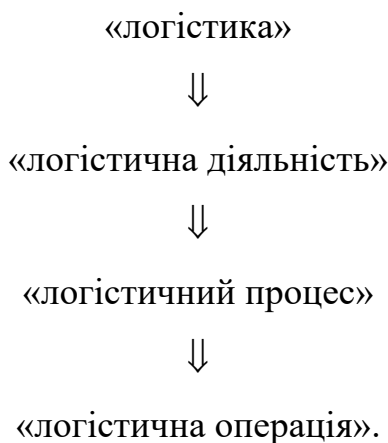 «логістика»
⇓
«логістична діяльність»
⇓
«логістичний процес»
⇓
«логістична операція».